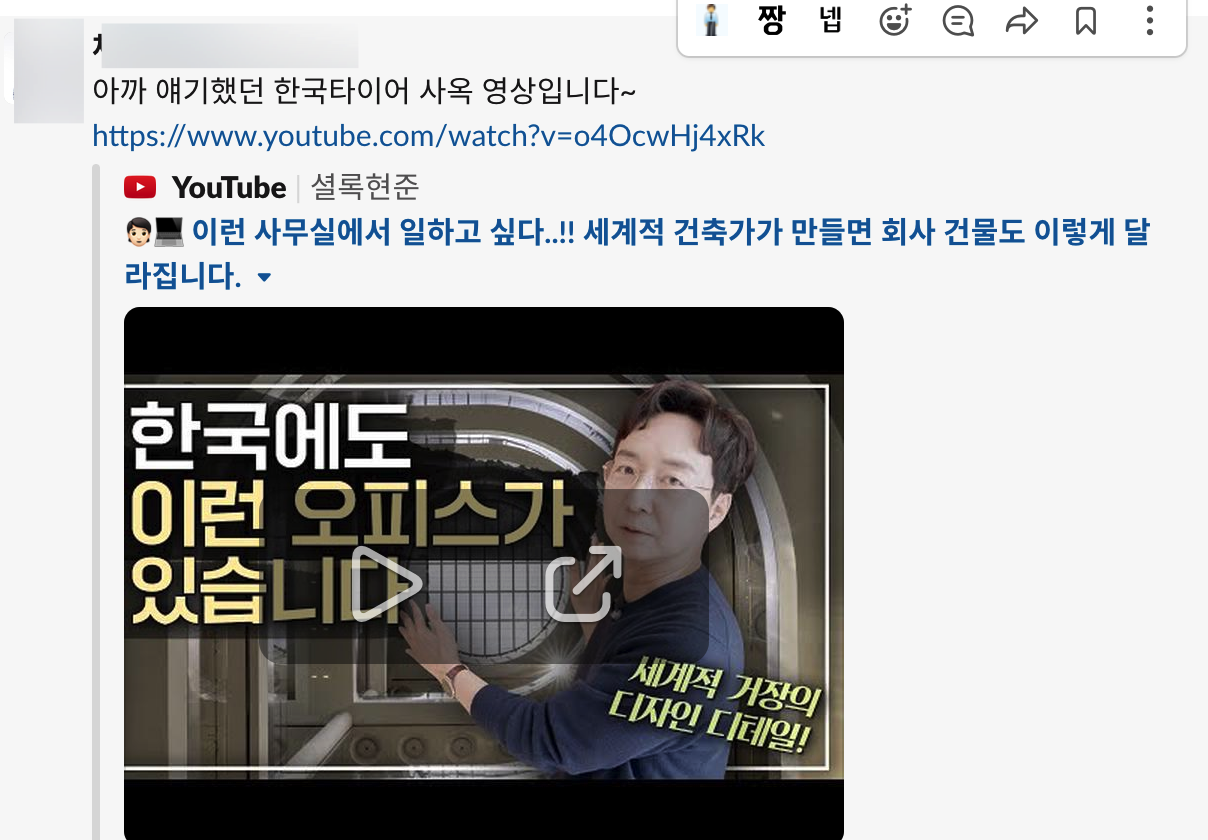 짱 넵
아까 얘기했던 한국타이어 사옥 영상입니다~
https://www.youtube.com/watch?v=o4OcwHj4xRk
YouTube | 셜록현준
🧑🏻‍💻 이런 사무실에서 일하고 싶다..!! 세계적 건축가가 만들면 회사 건물도 이렇게 달
라집니다.
한국에도
이런 오피스가
있습니다
세계적 거장의
디자인 디테일!